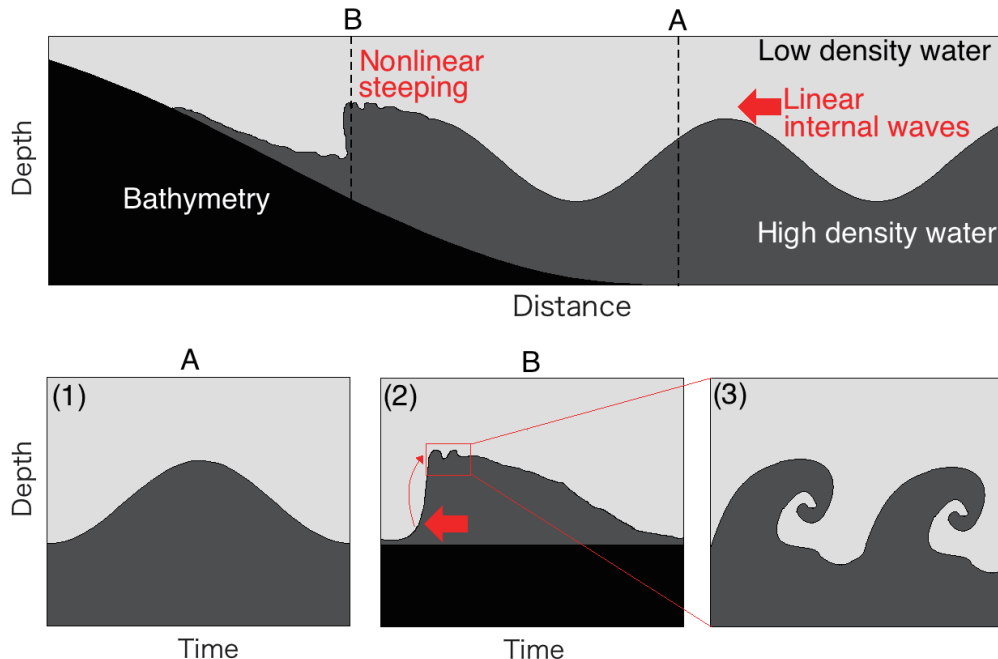 B
A
Low density water
Nonlinear
steeping
Linear
internal waves
Depth
Bathymetry
High density water
Distance
A
B
(1)
(2)
(3)
Depth
Time
Time